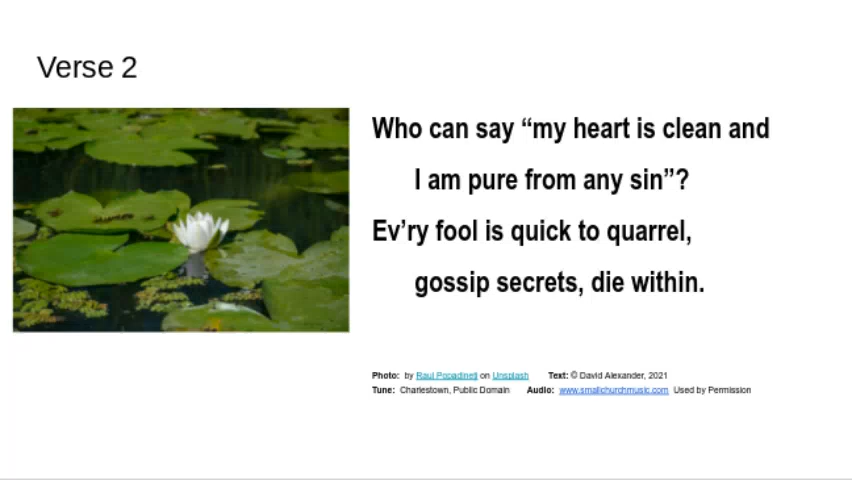 Verse 2
Who can say “my heart is clean and
I am pure from any sin”?
Ev’ry fool is quick to quarrel,
gossip secrets, die within.
Photo: by Raul Popadineți on Unsplash Text: © David Alexander, 2021
Tune: Charlestown, Public Domain Audio: www.smallchurchmusic.com Used by Permission